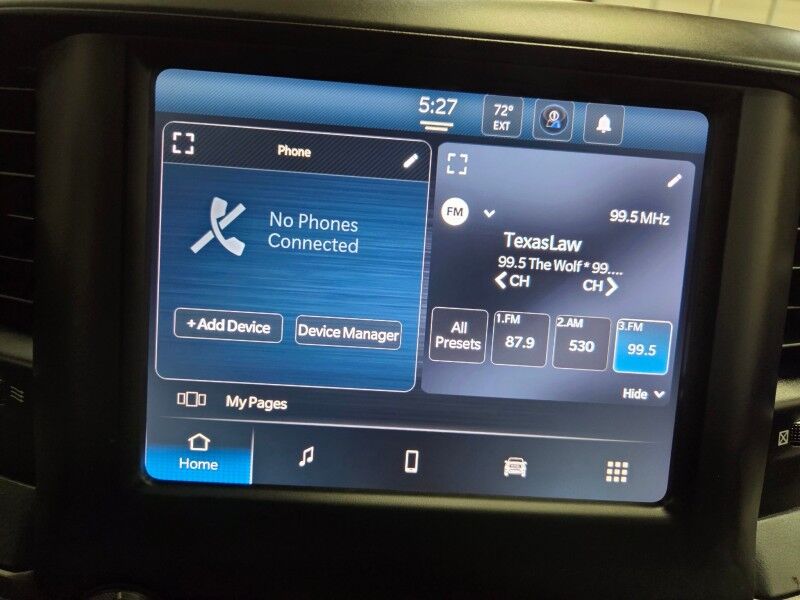 5:27
72°
EXT
Phone
No Phones
Connected
+Add Device
Device Manager
FM
99.5 MHz
TexasLaw
99.5 The Wolf * 99....
CH
CH
All
Presets
1.FM
87.9
2.AM
530
3.FM
99.5
Hide
My Pages
Home